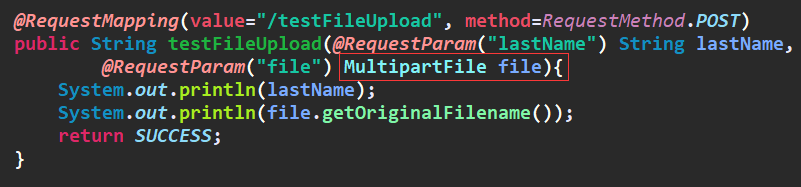 @RequestMapping(value="/testFileUpload", method=RequestMethod.POST)
public String testFileUpload(@RequestParam("lastName") String lastName,
        @RequestParam("file") MultipartFile file){
    System.out.println(lastName);
    System.out.println(file.getOriginalFilename());
    return SUCCESS;
}